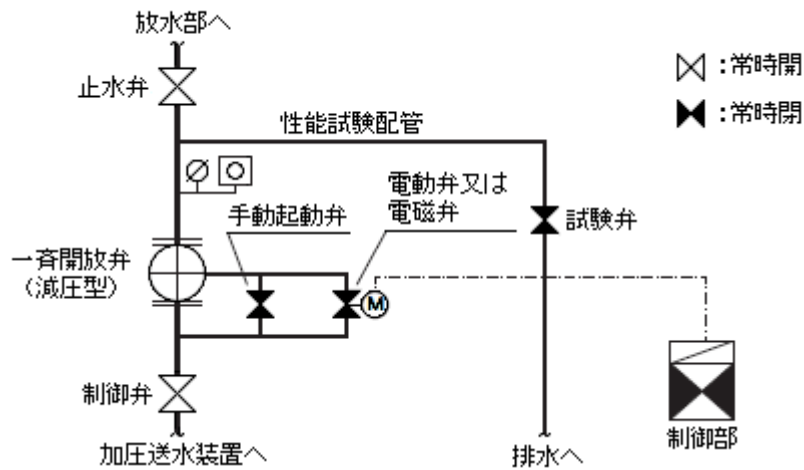 放水部へ
止水弁
:常時開
:常時閉
性能試験配管
電動弁又は
電磁弁
手動起動弁
試験弁
一斉開放弁
(減圧型)
M
制御弁
制御部
加圧送水装置へ
排水へ